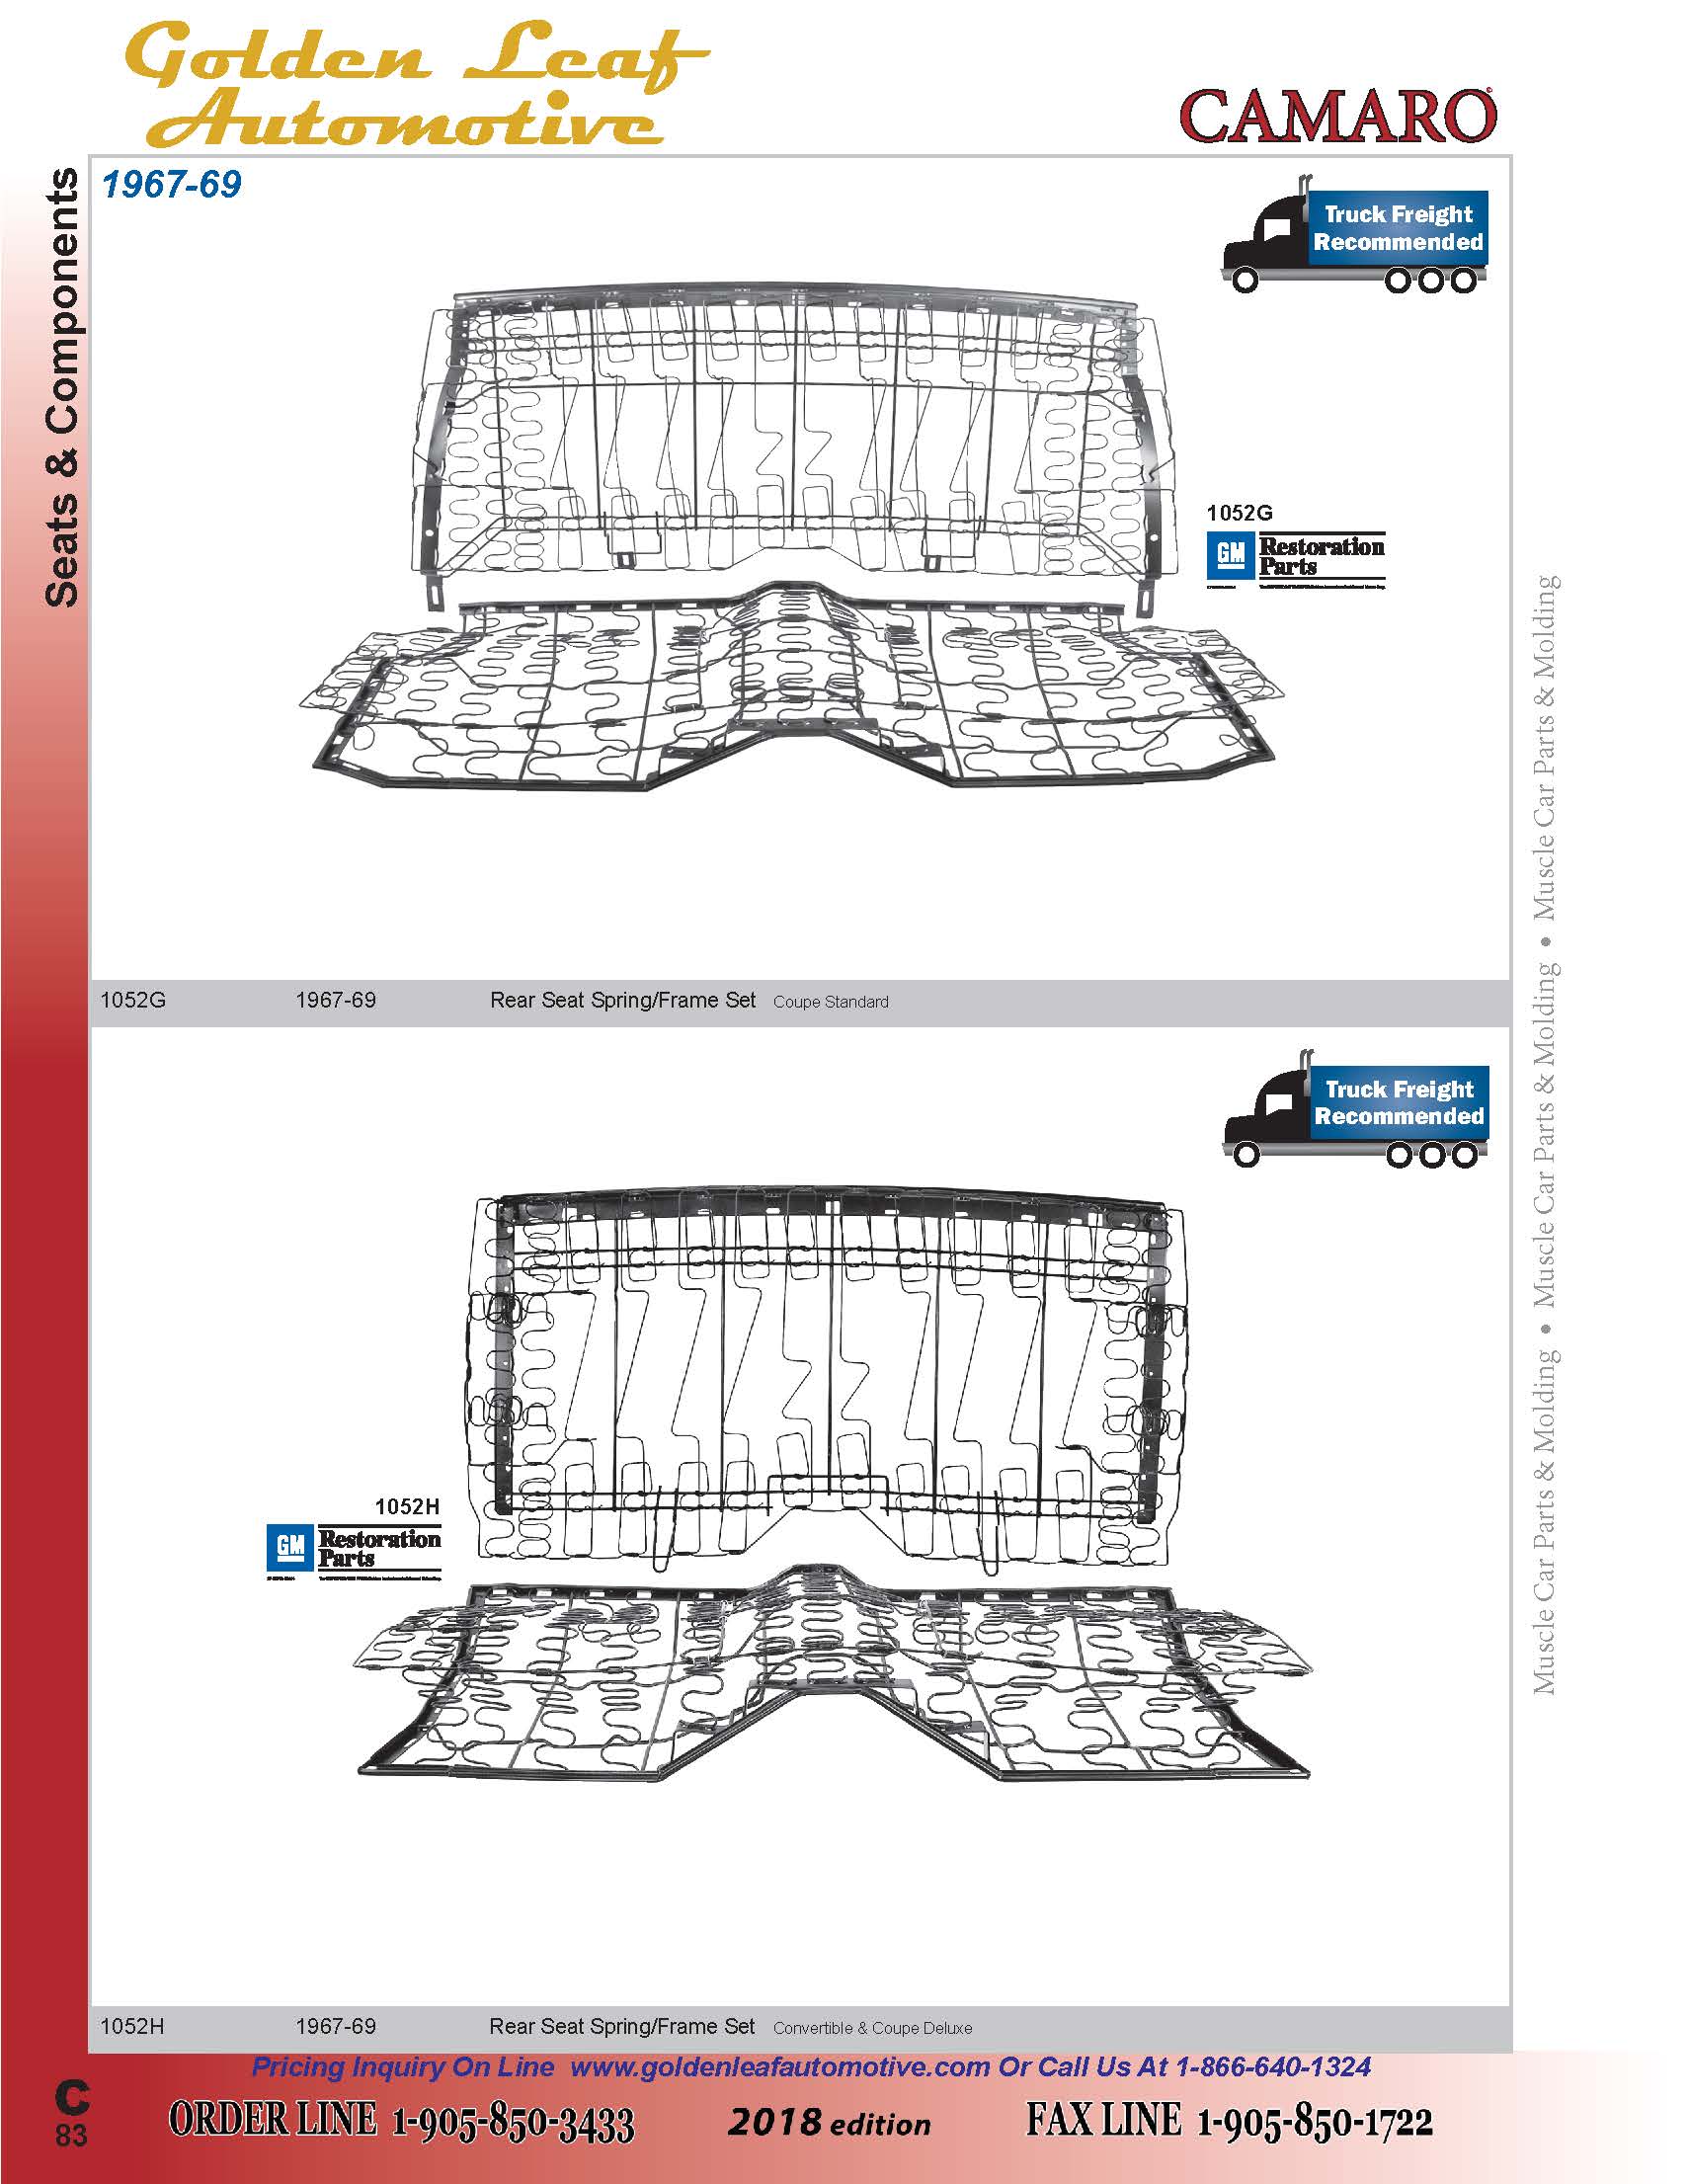 Golden Leaf
Automotive
CAMARO
Seats & Components
1967-69
Truck Freight
Recommended
1052G
GM Restoration
Parts
1052G 1967-69 Rear Seat Spring/Frame Set Coupe Standard
Truck Freight
Recommended
1052H
GM Restoration
Parts
1052H 1967-69 Rear Seat Spring/Frame Set Convertible & Coupe Deluxe
Muscle Car Parts & Molding • Muscle Car Parts & Molding • Muscle Car Parts & Molding
Pricing Inquiry On Line www.goldenleafautomotive.com Or Call Us At 1-866-640-1324
C
83
ORDER LINE 1-905-850-3433 2018 edition FAX LINE 1-905-850-1722